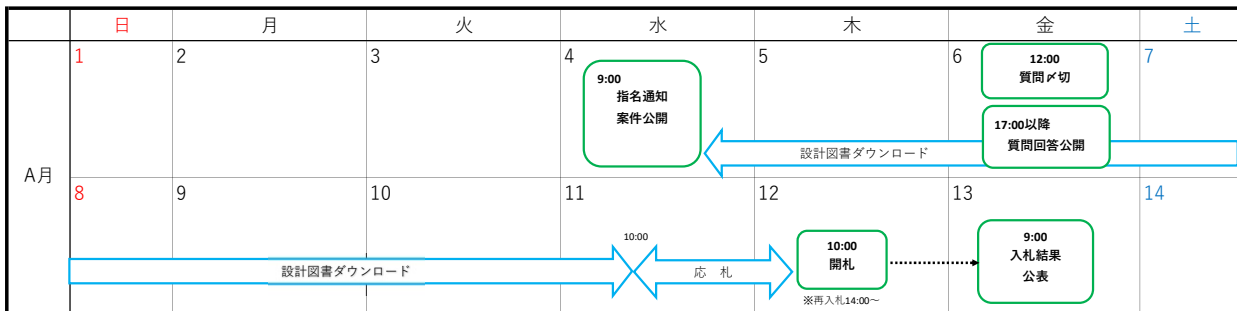 日 月 火 水 木 金 土
A月
1 2 3 4 5 6 7
9:00
指名通知
案件公開
12:00
質問〆切
17:00以降
質問回答公開
設計図書ダウンロード
8 9 10 11 12 13 14
設計図書ダウンロード
10:00
応 札
10:00
開札
※再入札14:00～
9:00
入札結果
公表